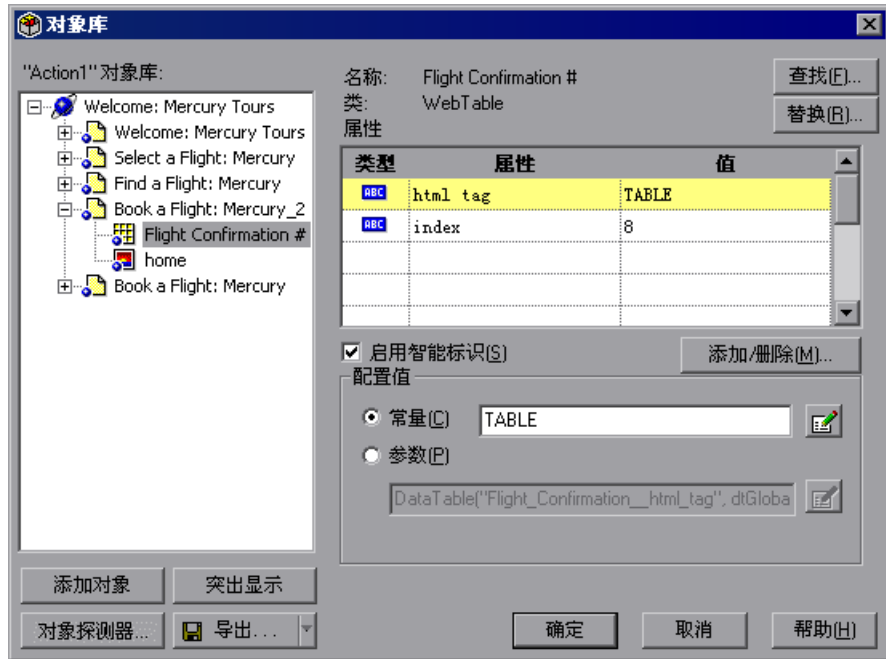 对象库
"Action1"对象库:
Welcome: Mercury Tours
Welcome: Mercury Tours
Select a Flight: Mercury
Find a Flight: Mercury
Book a Flight: Mercury_2
Flight Confirmation #
home
Book a Flight: Mercury
添加对象 突出显示
对象探测器... 导出...
名称: Flight Confirmation #
类: WebTable
属性
查找(F)...
替换(R)...
类型 属性 值
ABC html tag TABLE
ABC index 8
启用智能标识(S) 添加/删除(M)...
配置值
常量(C) TABLE
参数(P)
DataTable("Flight_Confirmation__html_tag", dtGloba
确定 取消 帮助(H)